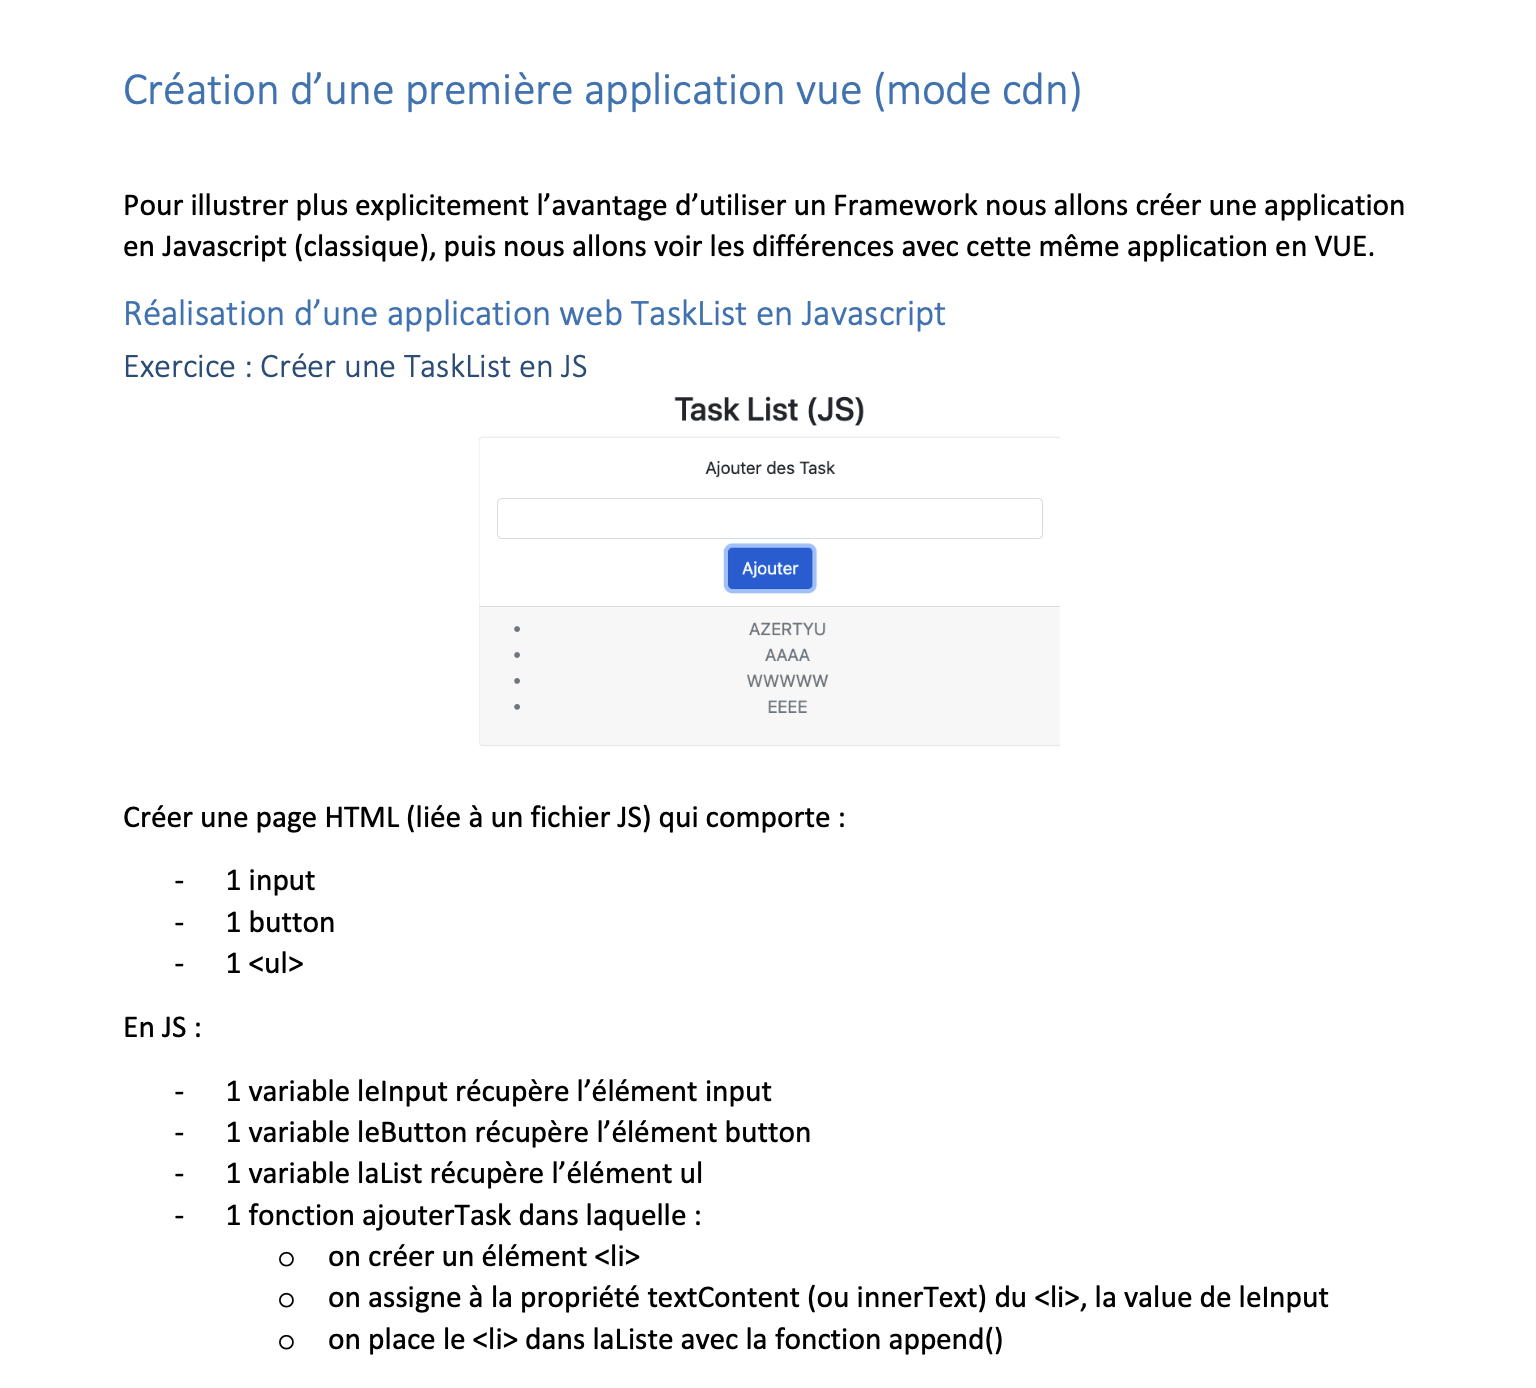 Création d’une première application vue (mode cdn)
Pour illustrer plus explicitement l’avantage d’utiliser un Framework nous allons créer une application
en Javascript (classique), puis nous allons voir les différences avec cette même application en VUE.
Réalisation d’une application web TaskList en Javascript
Exercice : Créer une TaskList en JS
Task List (JS)
Ajouter des Task
Ajouter
• AZERTYU
• AAAA
• WWWWW
• EEEE
Créer une page HTML (liée à un fichier JS) qui comporte :
- 1 input
- 1 button
- 1 <ul>
En JS :
- 1 variable leInput récupère l’élément input
- 1 variable leButton récupère l’élément button
- 1 variable laList récupère l’élément ul
- 1 fonction ajouterTask dans laquelle :
o on créer un élément <li>
o on assigne à la propriété textContent (ou innerText) du <li>, la value de leInput
o on place le <li> dans laListe avec la fonction append()